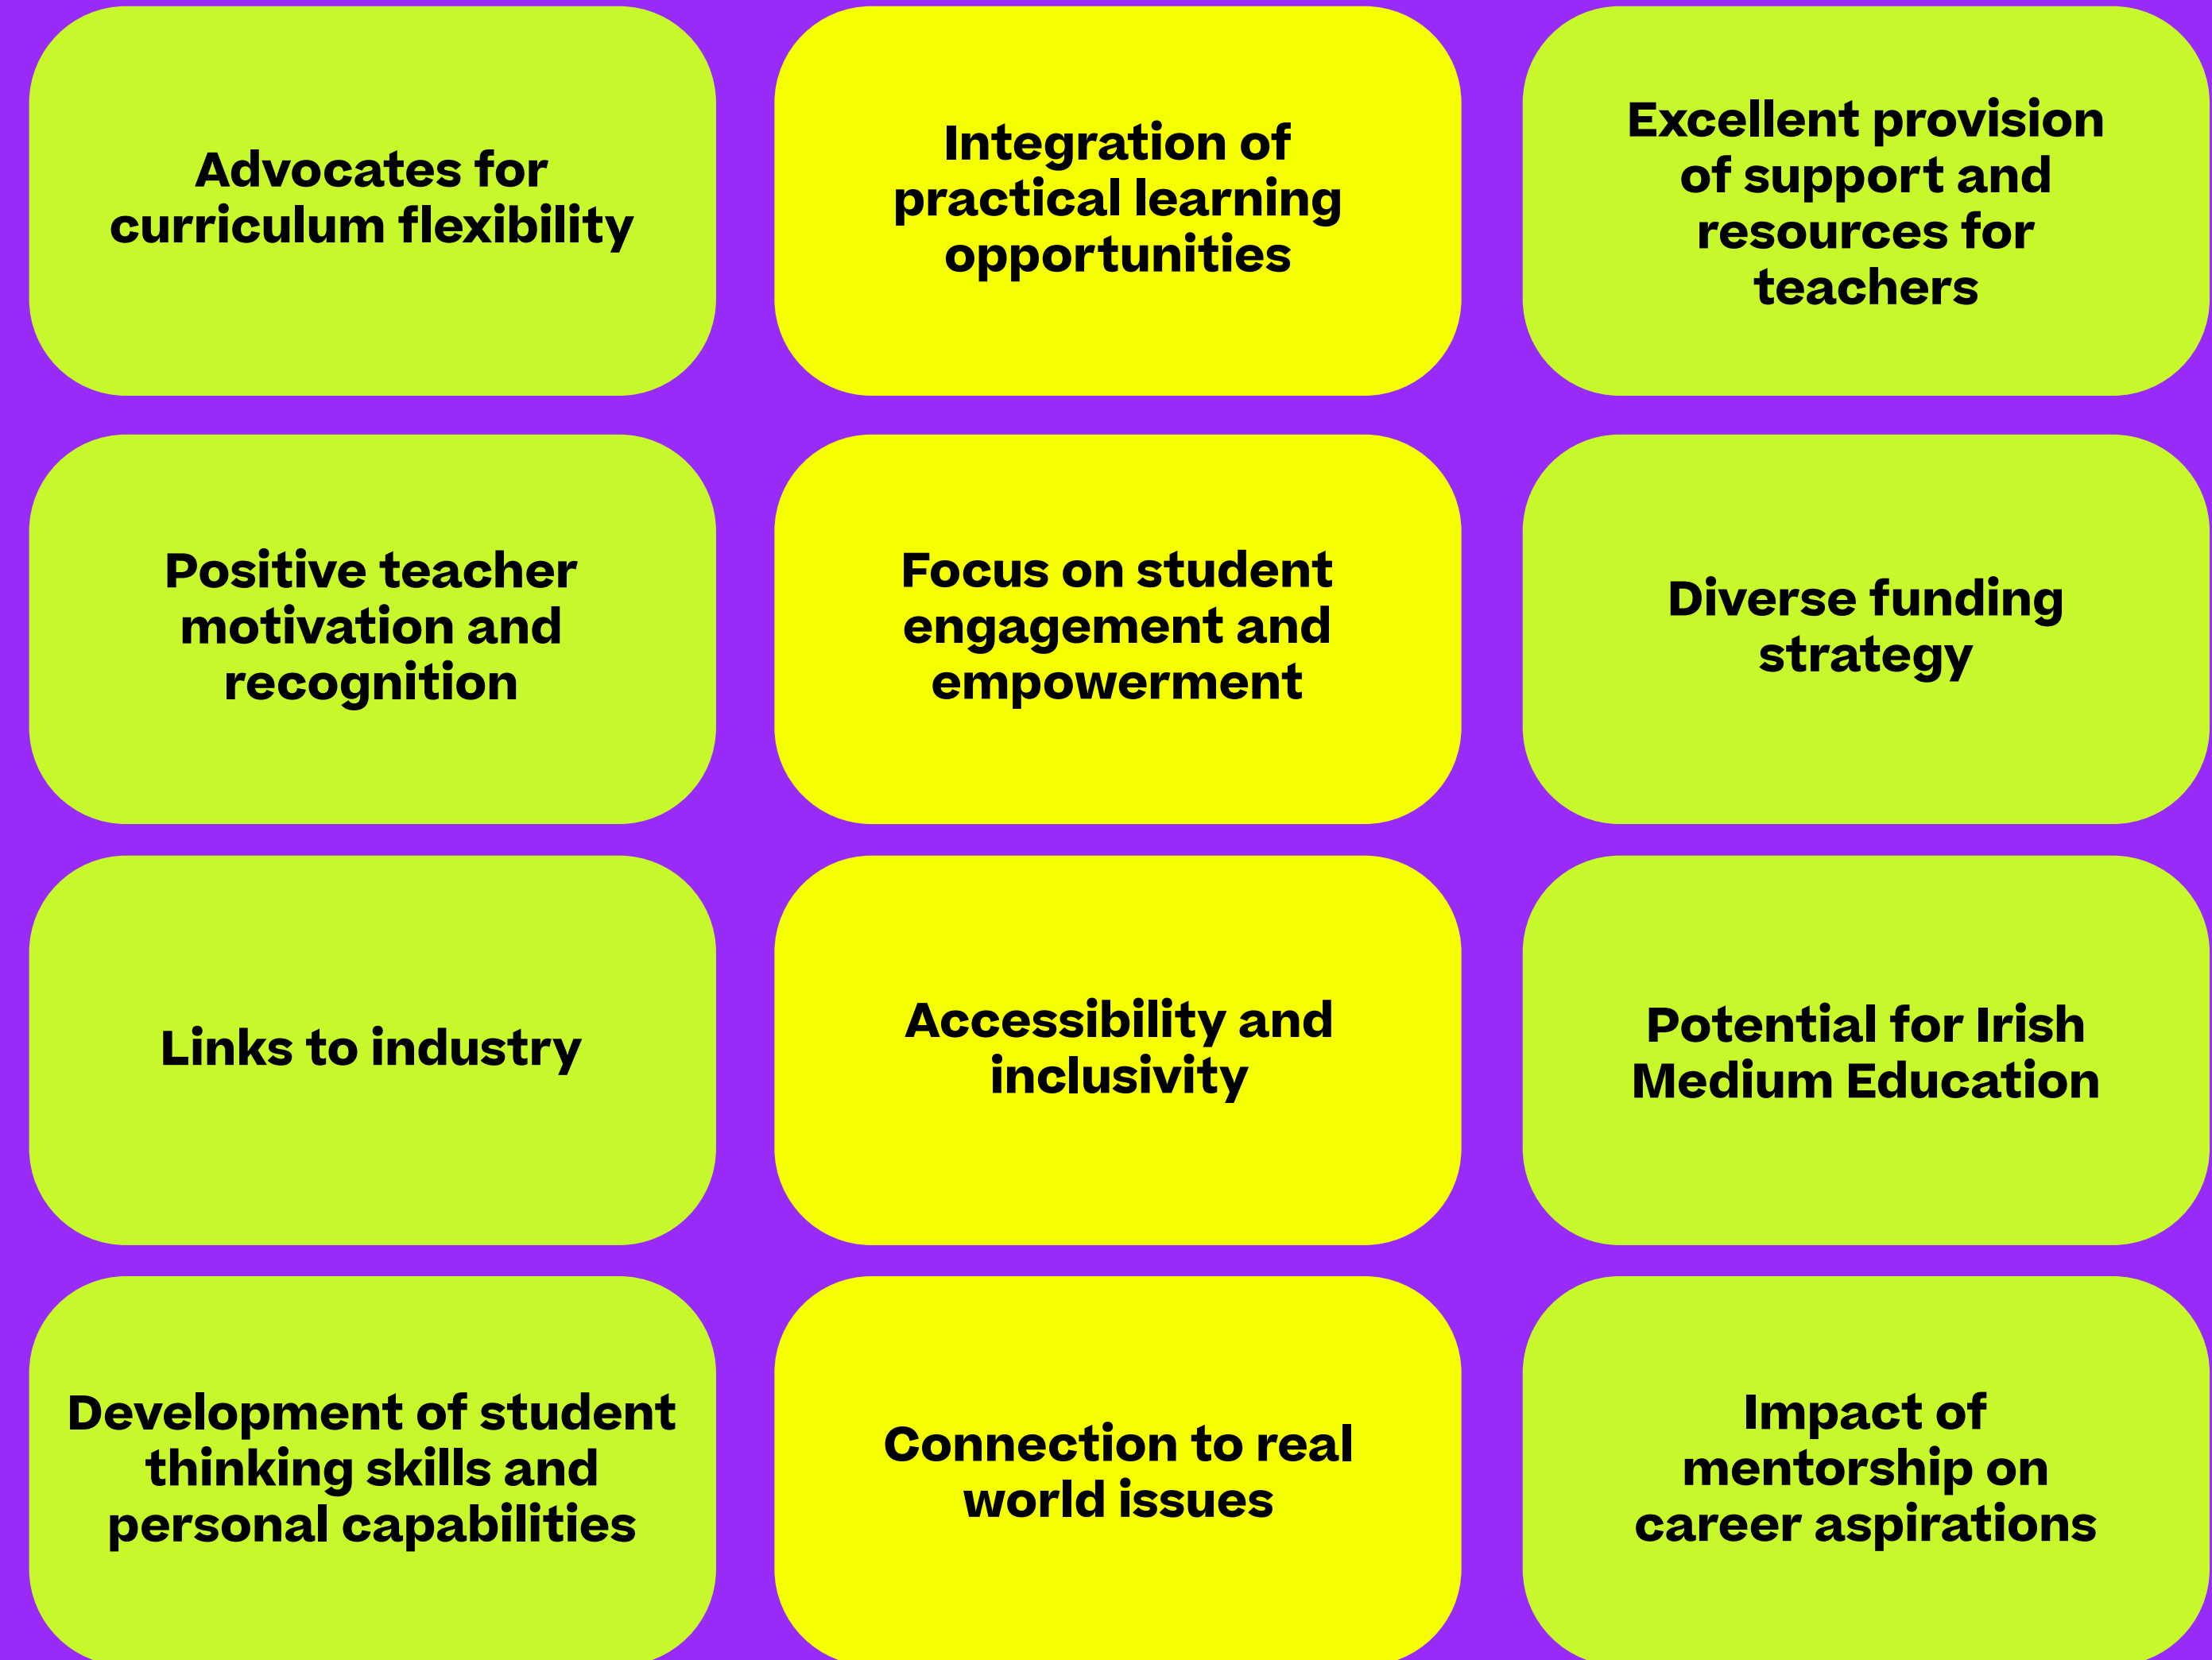 Advocates for
curriculum flexibility
Integration of
practical learning
opportunities
Excellent provision
of support and
resources for
teachers
Positive teacher
motivation and
recognition
Focus on student
engagement and
empowerment
Diverse funding
strategy
Links to industry
Accessibility and
inclusivity
Potential for Irish
Medium Education
Development of student
thinking skills and
personal capabilities
Connection to real
world issues
Impact of
mentorship on
career aspirations